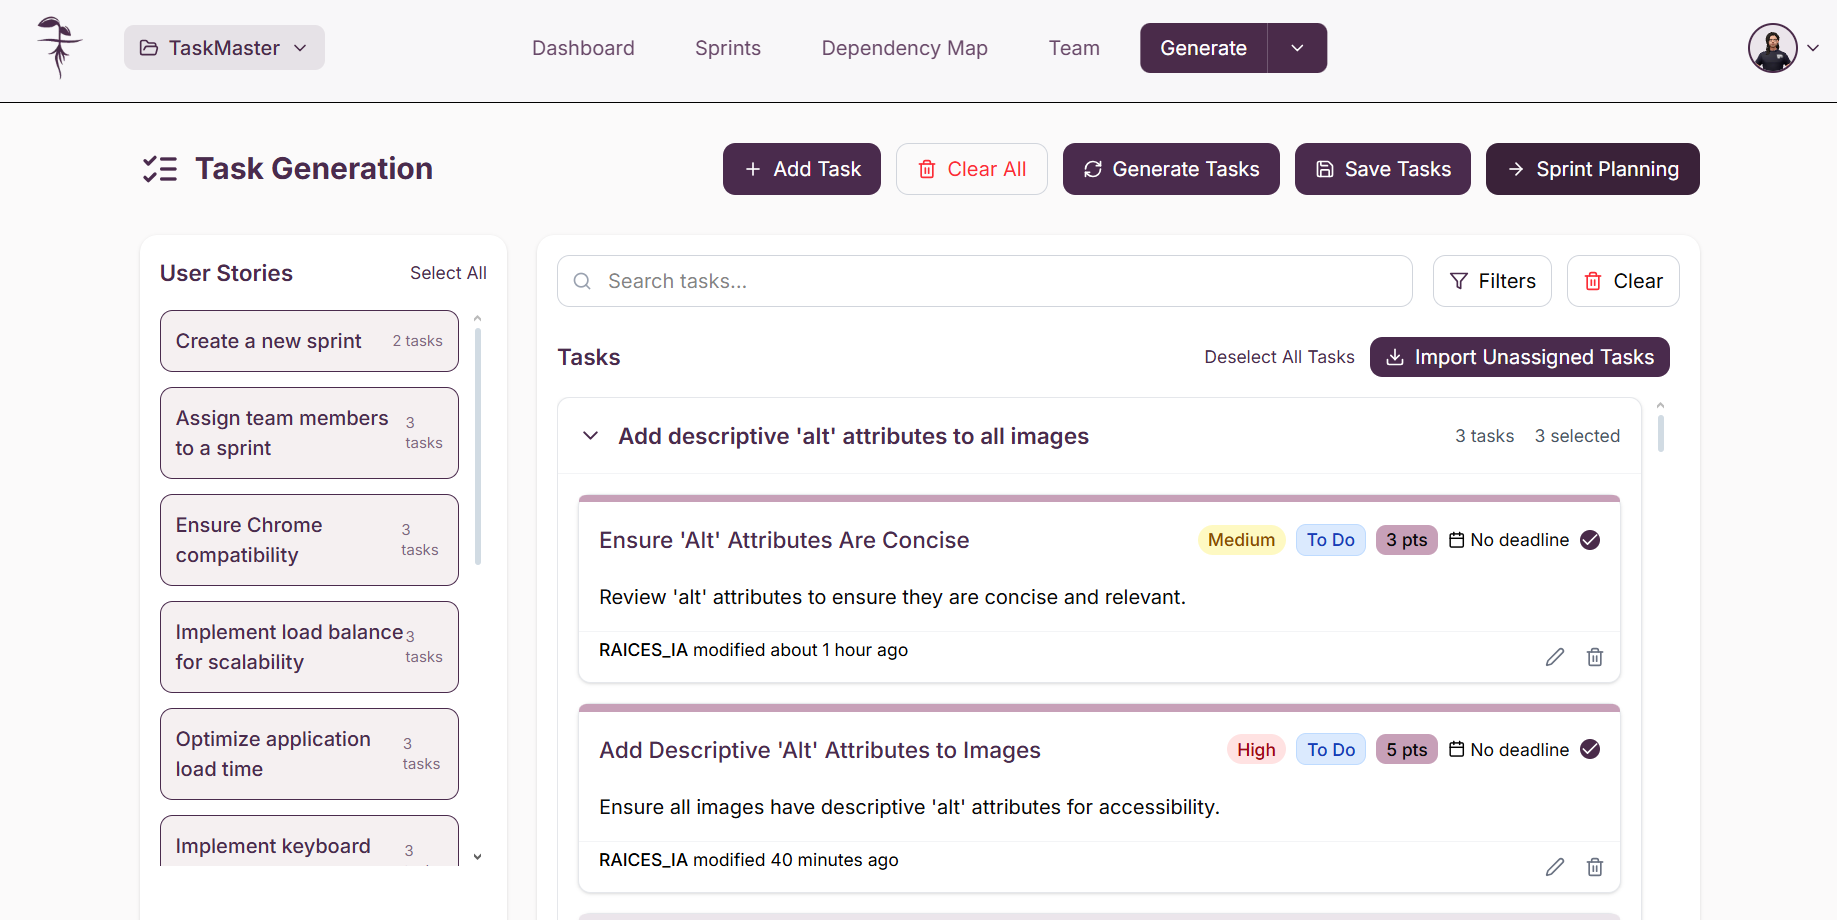 TaskMaster
Dashboard
Sprints
Dependency Map
Team
Generate
Task Generation
Add Task
Clear All
Generate Tasks
Save Tasks
Sprint Planning
User Stories
Select All
Create a new sprint
2 tasks
Assign team members
to a sprint
3
tasks
Ensure Chrome
compatibility
3
tasks
Implement load balance
for scalability
3
tasks
Optimize application
load time
3
tasks
Implement keyboard
3
Search tasks...
Filters
Clear
Tasks
Deselect All Tasks
Import Unassigned Tasks
Add descriptive 'alt' attributes to all images
3 tasks
3 selected
Ensure 'Alt' Attributes Are Concise
Medium
To Do
3 pts
No deadline
Review 'alt' attributes to ensure they are concise and relevant.
RAICES_IA modified about 1 hour ago
Add Descriptive 'Alt' Attributes to Images
High
To Do
5 pts
No deadline
Ensure all images have descriptive 'alt' attributes for accessibility.
RAICES_IA modified 40 minutes ago